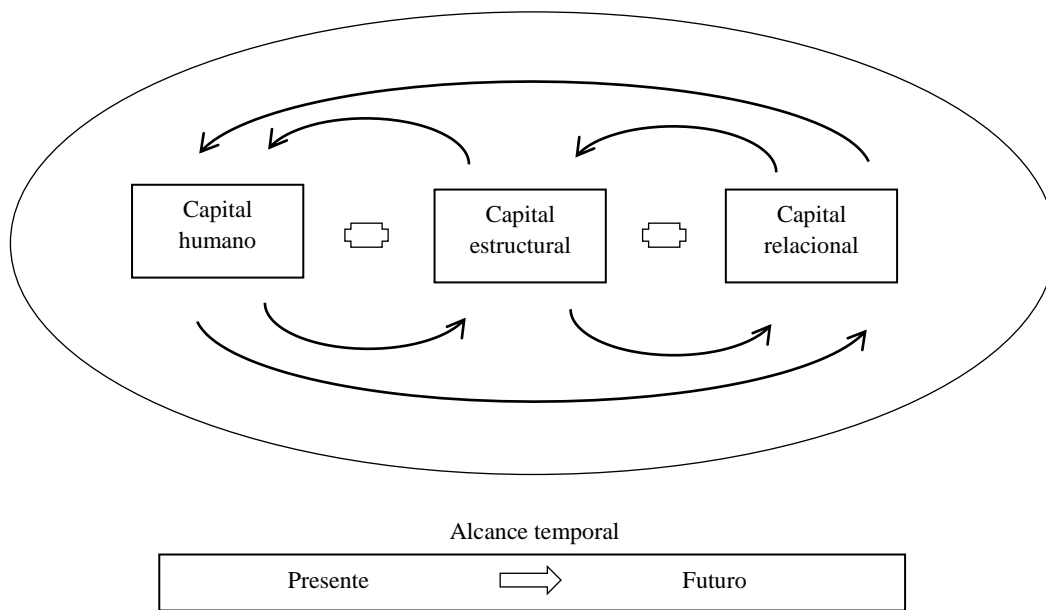 Capital
humano
Capital
estructural
Capital
relacional
Alcance temporal
Presente
Futuro